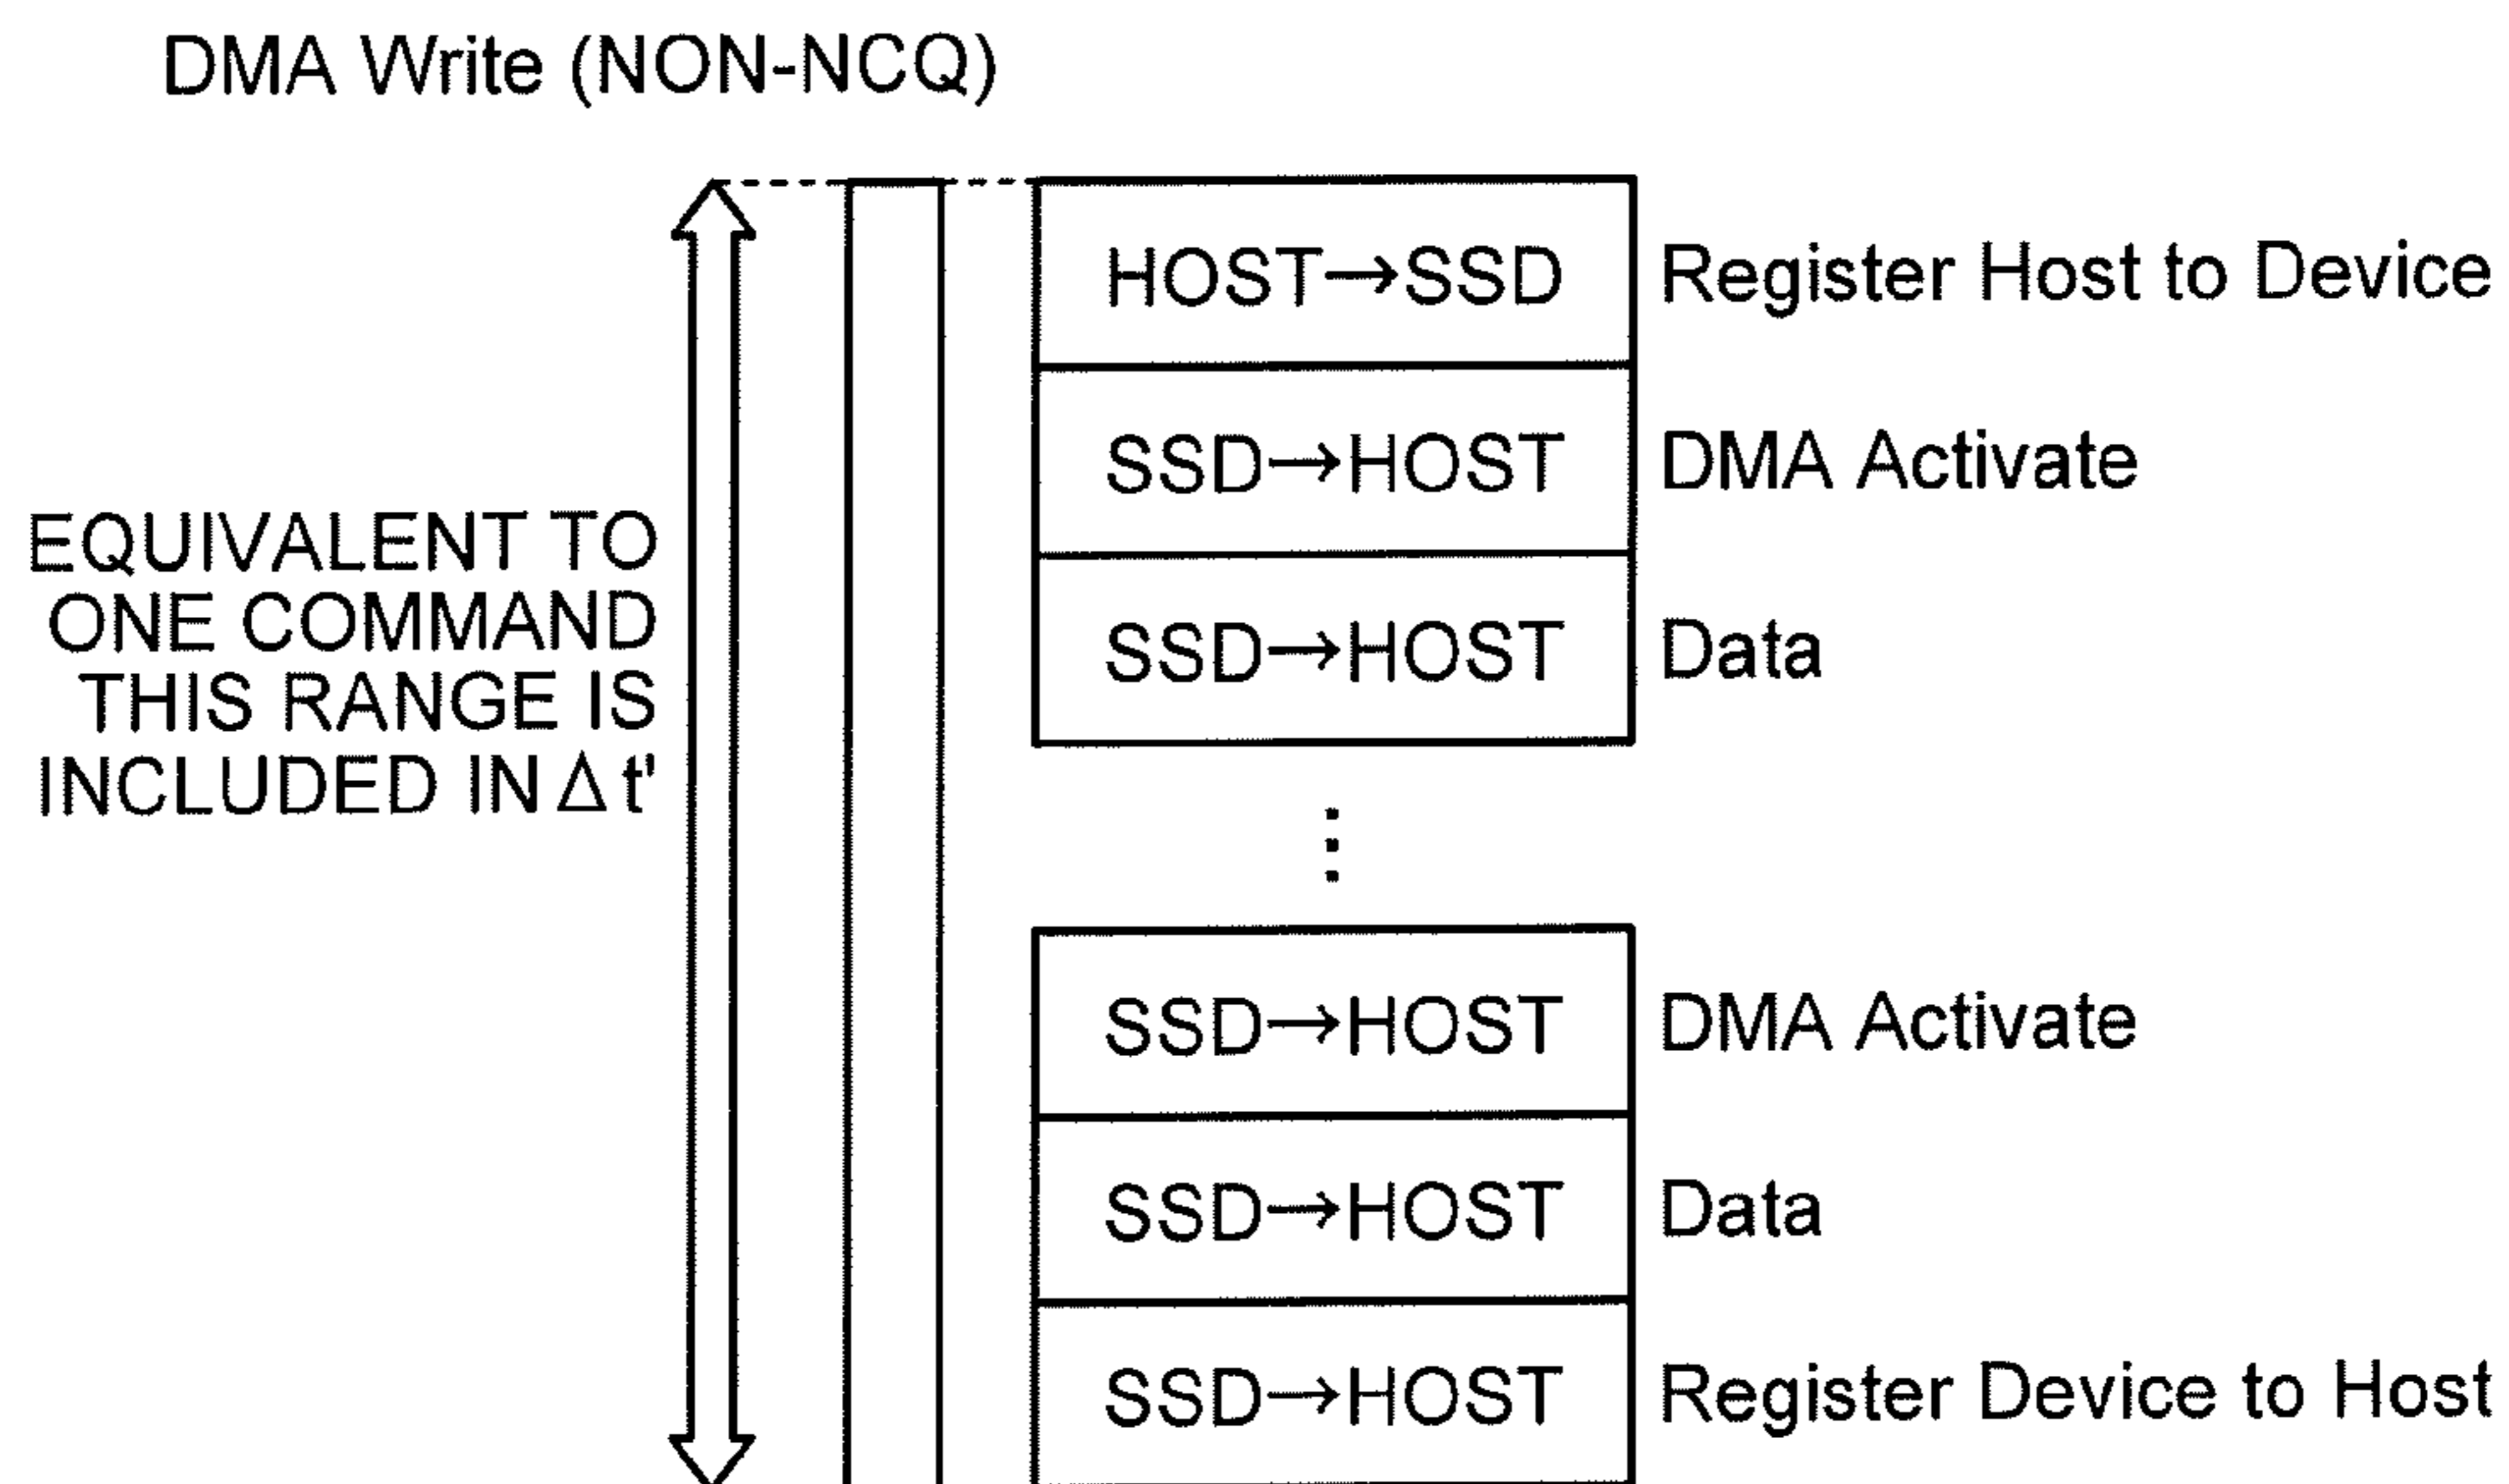 DMA Write (NON-NCQ)
HOST→SSD Register Host to Device
SSD→HOST DMA Activate
SSD→HOST Data
EQUIVALENT TO
ONE COMMAND
THIS RANGE IS
INCLUDED IN Δt'
SSD→HOST DMA Activate
SSD→HOST Data
SSD→HOST Register Device to Host